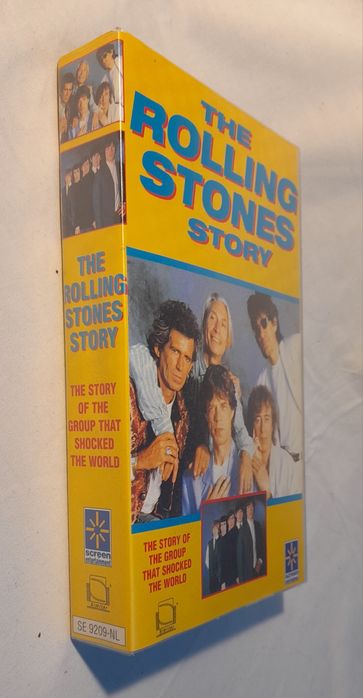 THE
ROLLING
STONES
STORY
THE STORY
OF THE
GROUP THAT
SHOCKED
THE WORLD
screen
entertainment
SE 9209-NL
THE
ROLLING
STONES
STORY
THE STORY OF
THE GROUP
THAT SHOCKED
THE WORLD